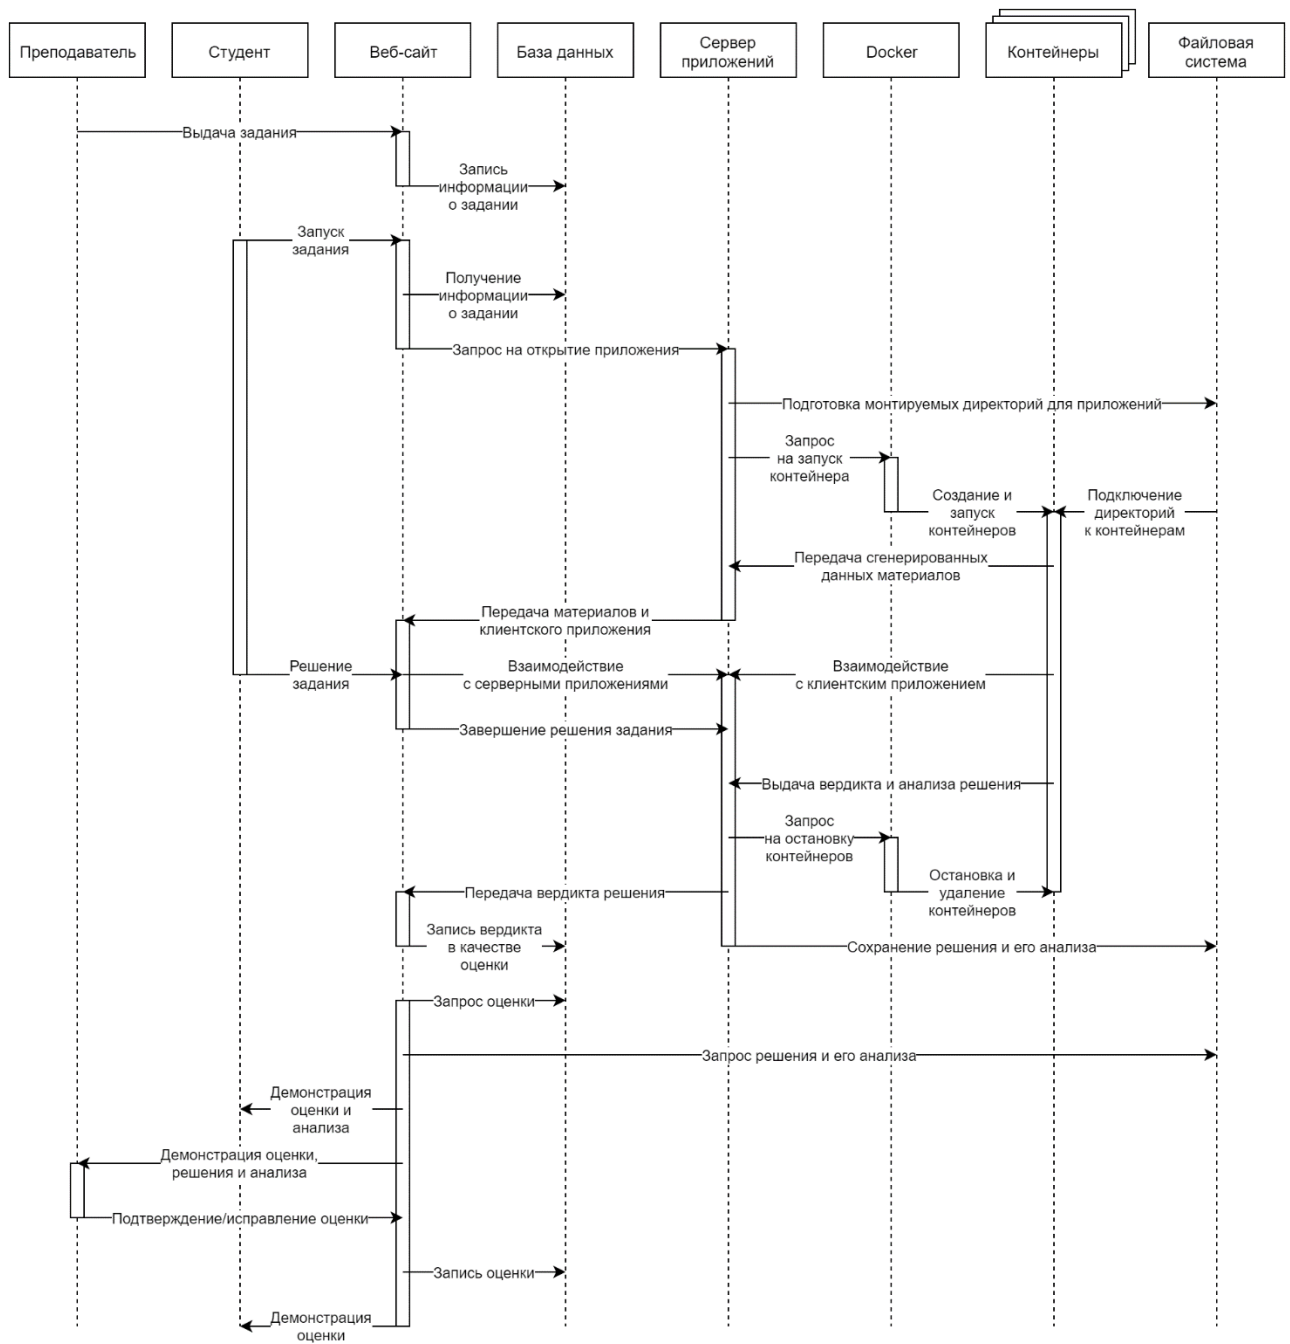 Преподаватель
Студент
Веб-сайт
База данных
Сервер
приложений
Docker
Контейнеры
Файловая
система
Выдача задания
Запись
информации
о задании
Запуск
задания
Получение
информации
о задании
Запрос на открытие приложения
Подготовка монтируемых директорий для приложений
Запрос
на запуск
контейнера
Создание и
запуск
контейнеров
Подключение
директорий
к контейнерам
Передача сгенерированных
данных материалов
Передача материалов и
клиентского приложения
Решение
задания
Взаимодействие
с серверными приложениями
Взаимодействие
с клиентским приложением
Завершение решения задания
Выдача вердикта и анализа решения
Запрос
на остановку
контейнеров
Остановка и
удаление
контейнеров
Передача вердикта решения
Запись вердикта
в качестве
оценки
Сохранение решения и его анализа
Запрос оценки
Запрос решения и его анализа
Демонстрация
оценки и
анализа
Демонстрация оценки,
решения и анализа
Подтверждение/исправление оценки
Запись оценки
Демонстрация
оценки